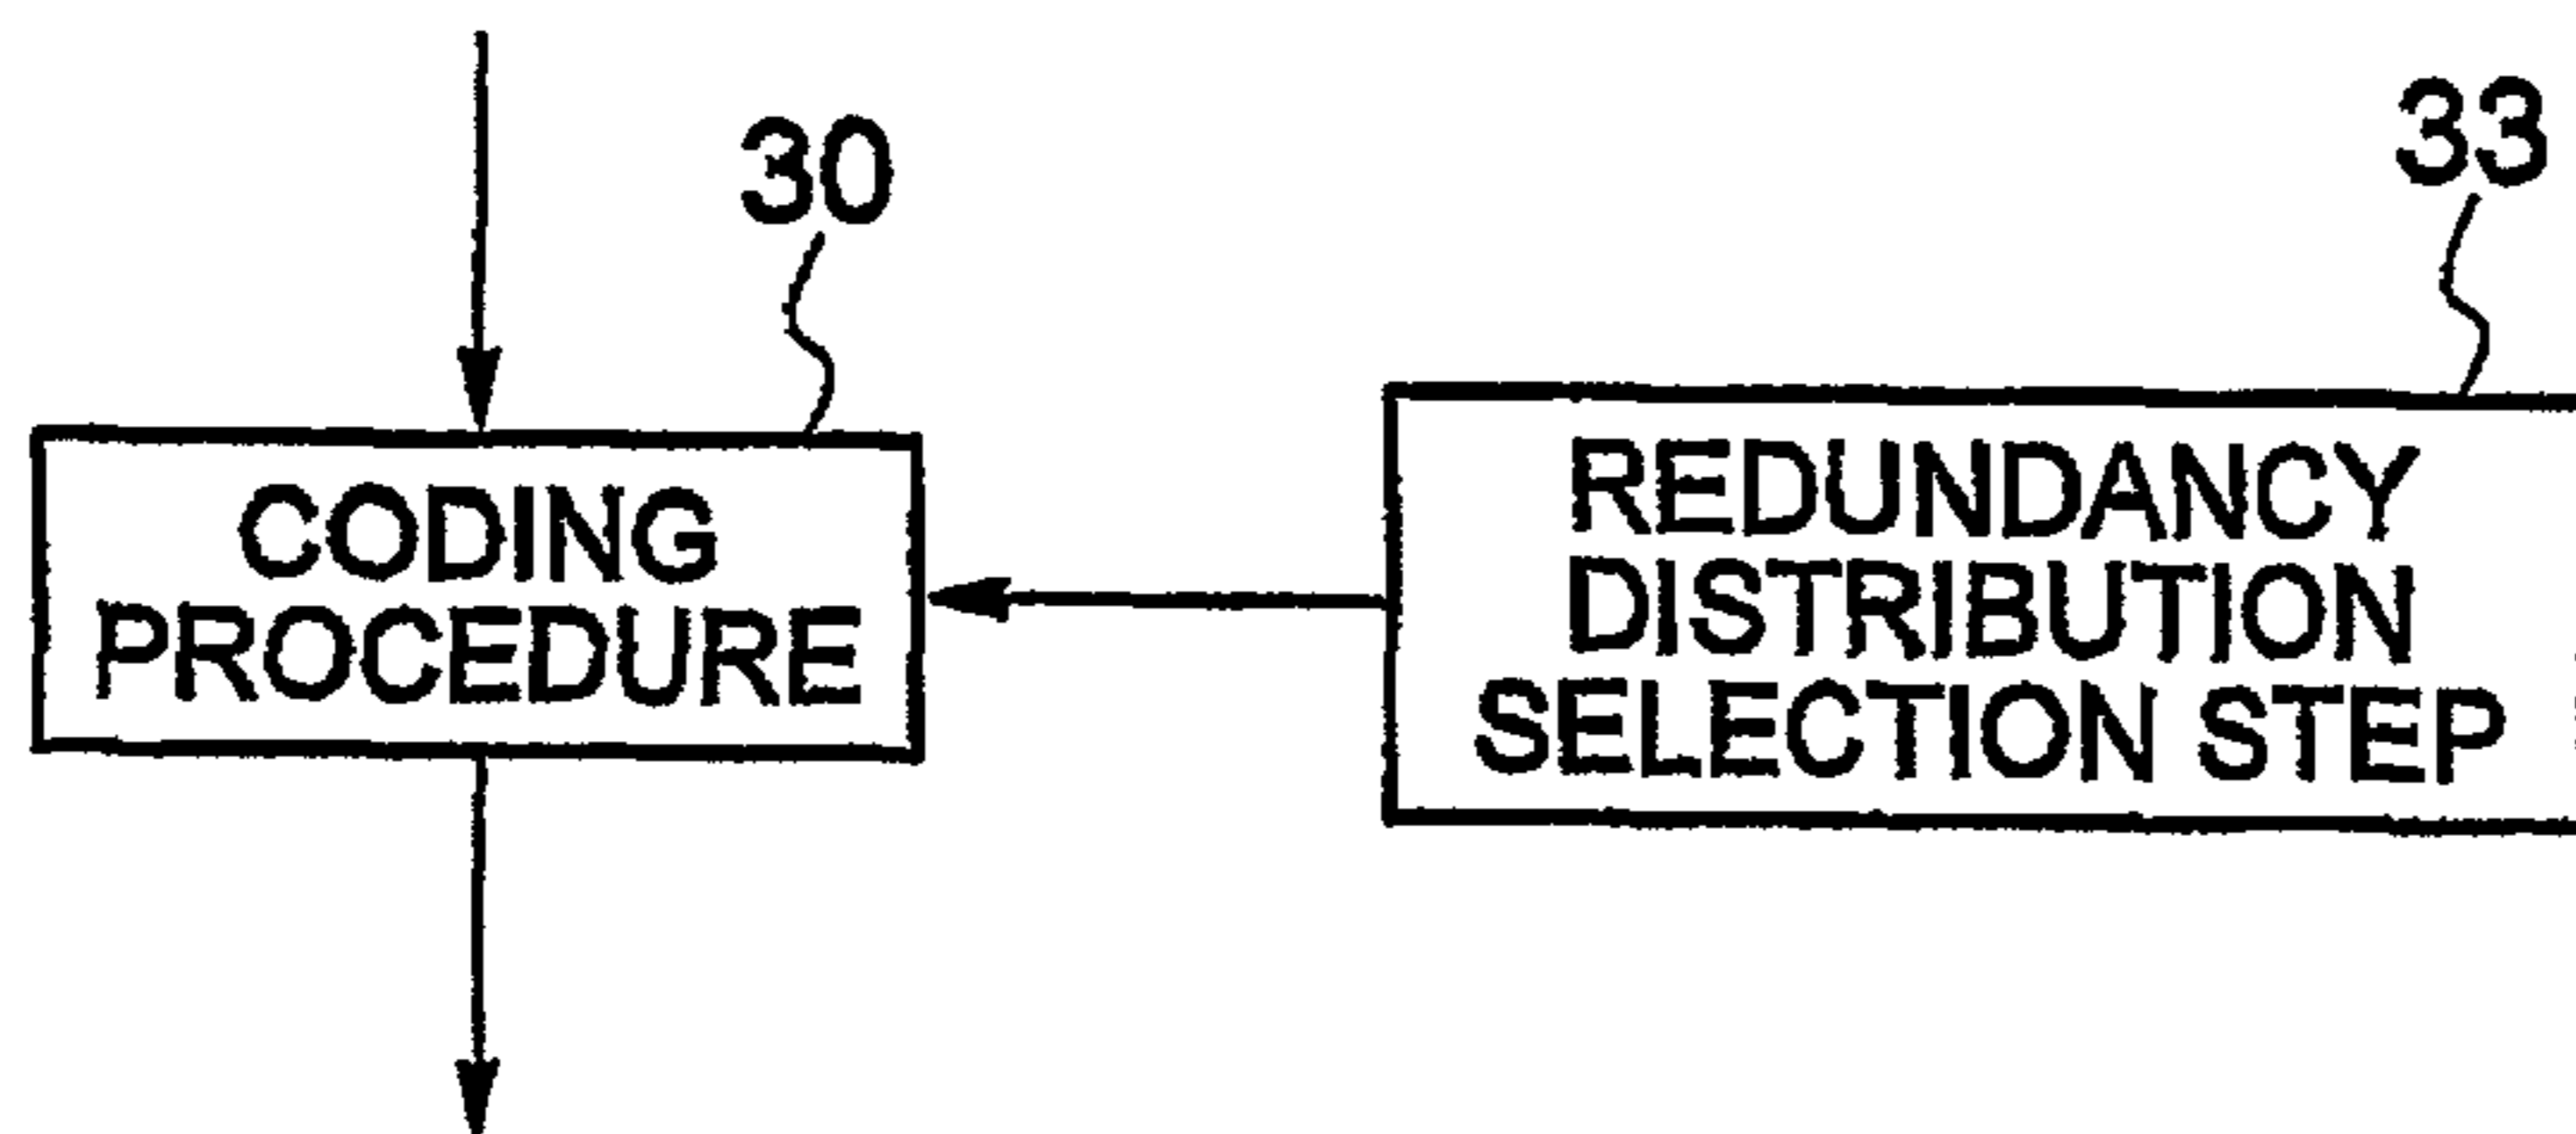 30
33
CODING
PROCEDURE
REDUNDANCY
DISTRIBUTION
SELECTION STEP